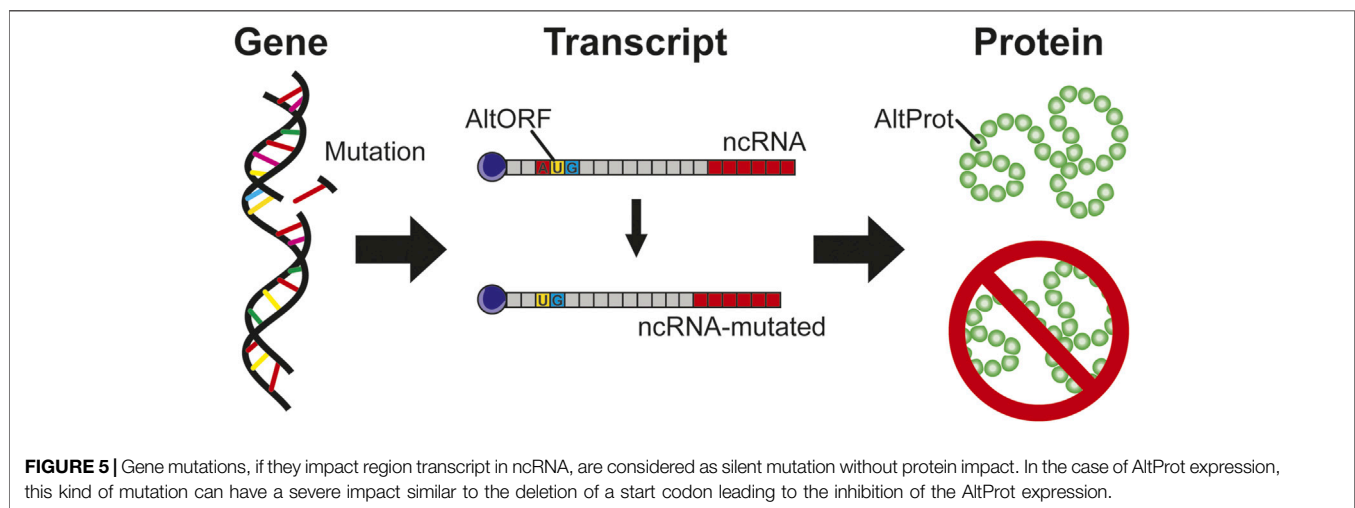 Gene
Transcript
Protein
Mutation
AltORF
ncRNA
AUG
UG
ncRNA-mutated
AltProt
FIGURE 5 | Gene mutations, if they impact region transcript in ncRNA, are considered as silent mutation without protein impact. In the case of AltProt expression,
this kind of mutation can have a severe impact similar to the deletion of a start codon leading to the inhibition of the AltProt expression.